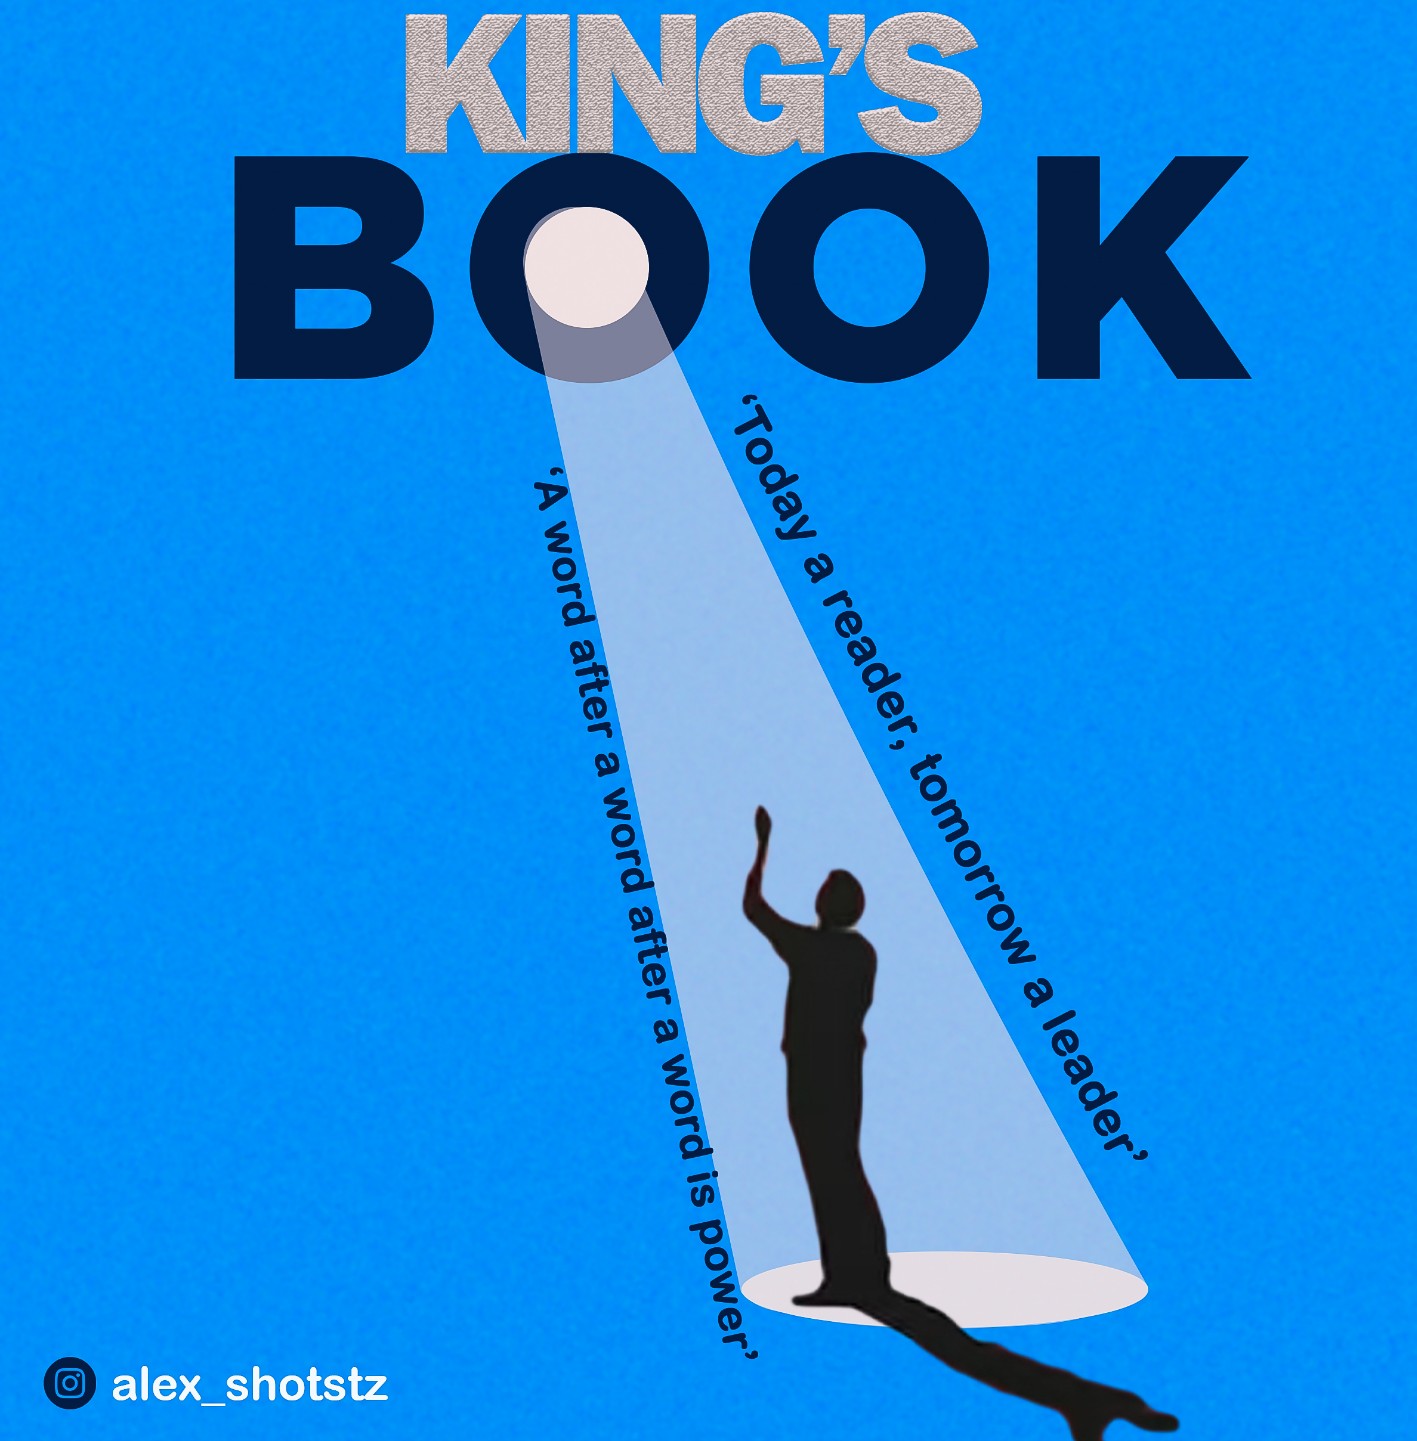 KING’S
BOOK
‘Today a reader, tomorrow a leader’
‘A word after a word after a word is power’
alex_shotstz